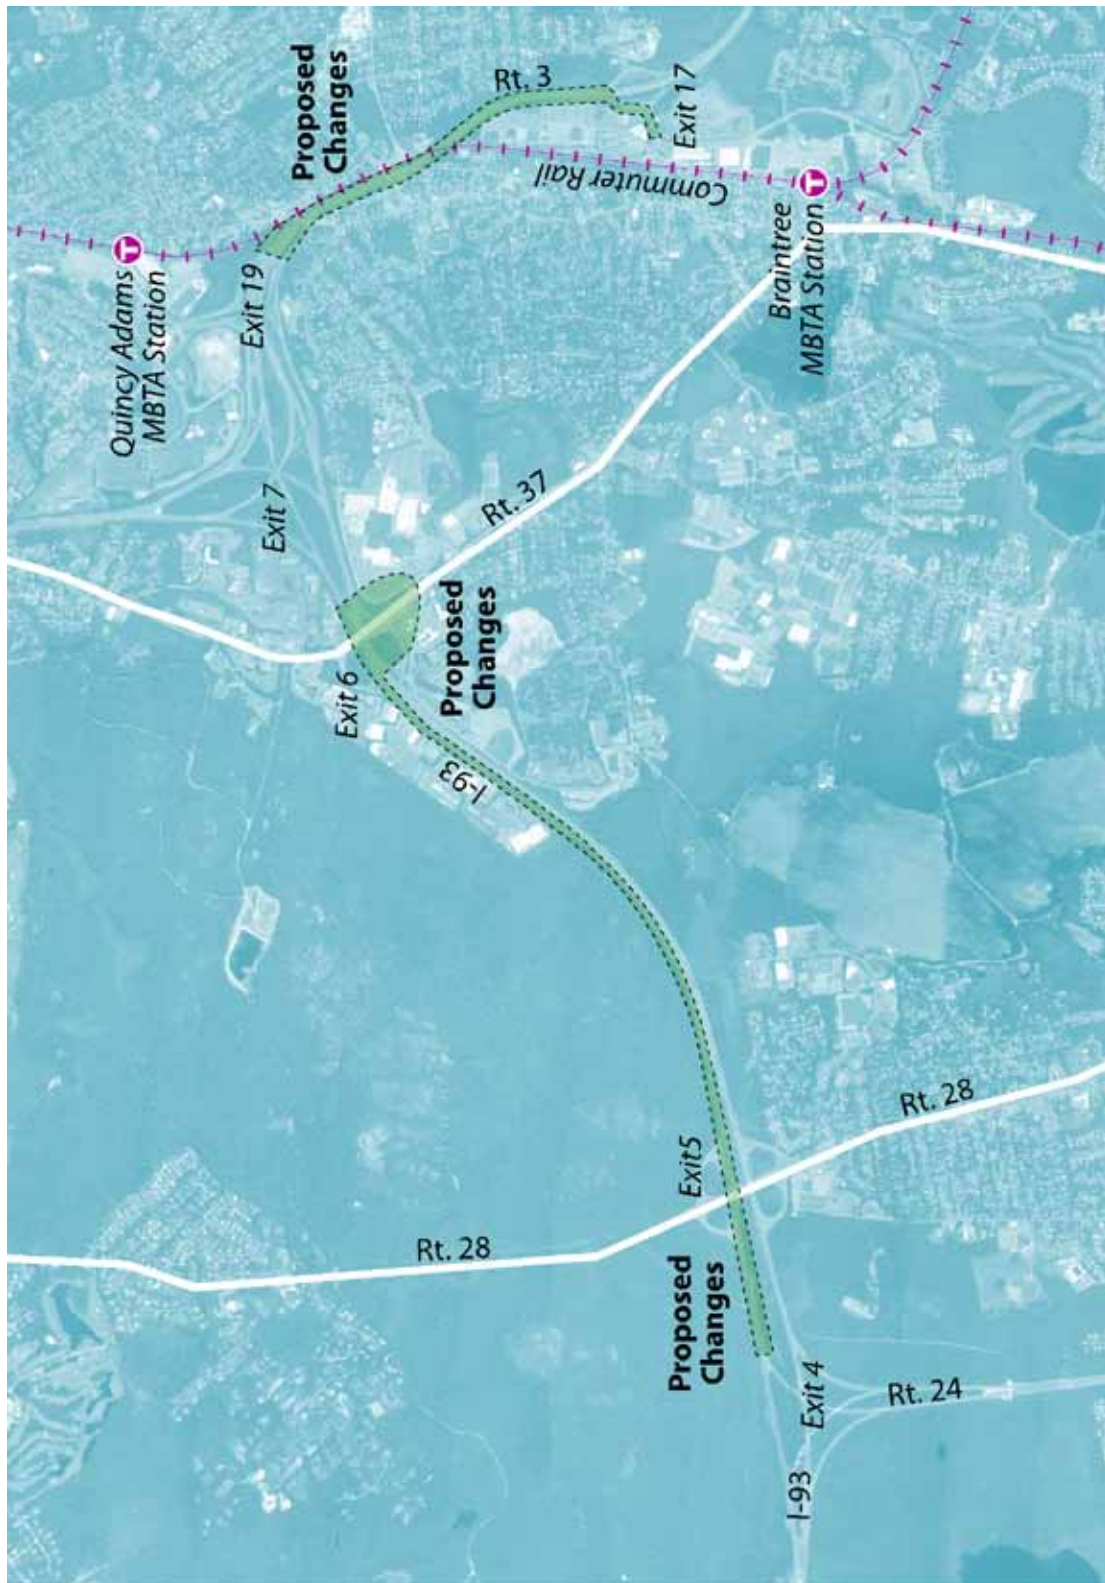 Quincy Adams
MBTA Station
T
Proposed
Changes
Rt. 3
Exit 17
Exit 19
Commuter Rail
T
Braintree
MBTA Station
Exit 7
Rt. 37
Exit 6
Proposed
Changes
I-93
Rt. 28
Exit5
Rt. 28
Proposed
Changes
Exit 4
Rt. 24
I-93